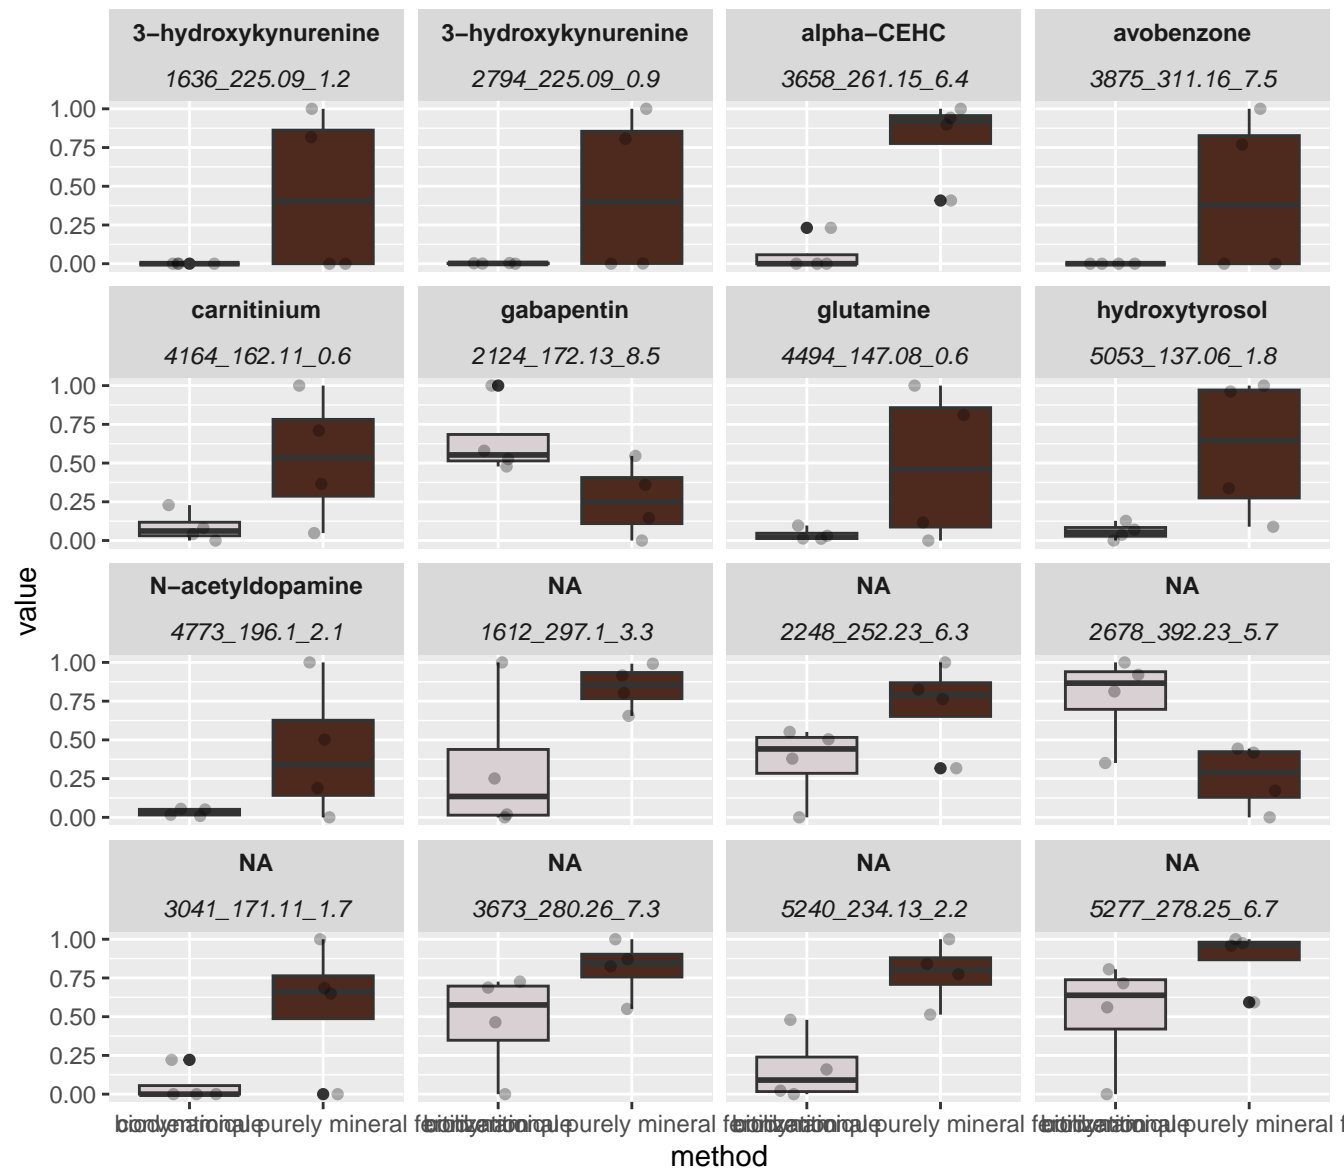 3−hydroxykynurenine 3−hydroxykynurenine alpha−CEHC avobenzone
1636_225.09_1.2 2794_225.09_0.9 3658_261.15_6.4 3875_311.16_7.5
1.00
0.75
0.50
0.25
0.00
carnitinium gabapentin glutamine hydroxytyrosol
4164_162.11_0.6 2124_172.13_8.5 4494_147.08_0.6 5053_137.06_1.8
1.00
0.75
0.50
0.25
0.00
value
N−acetyldopamine NA NA NA
4773_196.1_2.1 1612_297.1_3.3 2248_252.23_6.3 2678_392.23_5.7
1.00
0.75
0.50
0.25
0.00
NA NA NA NA
3041_171.11_1.7 3673_280.26_7.3 5240_234.13_2.2 5277_278.25_6.7
1.00
0.75
0.50
0.25
0.00
purely mineral purely mineral purely mineral purely mineral
method